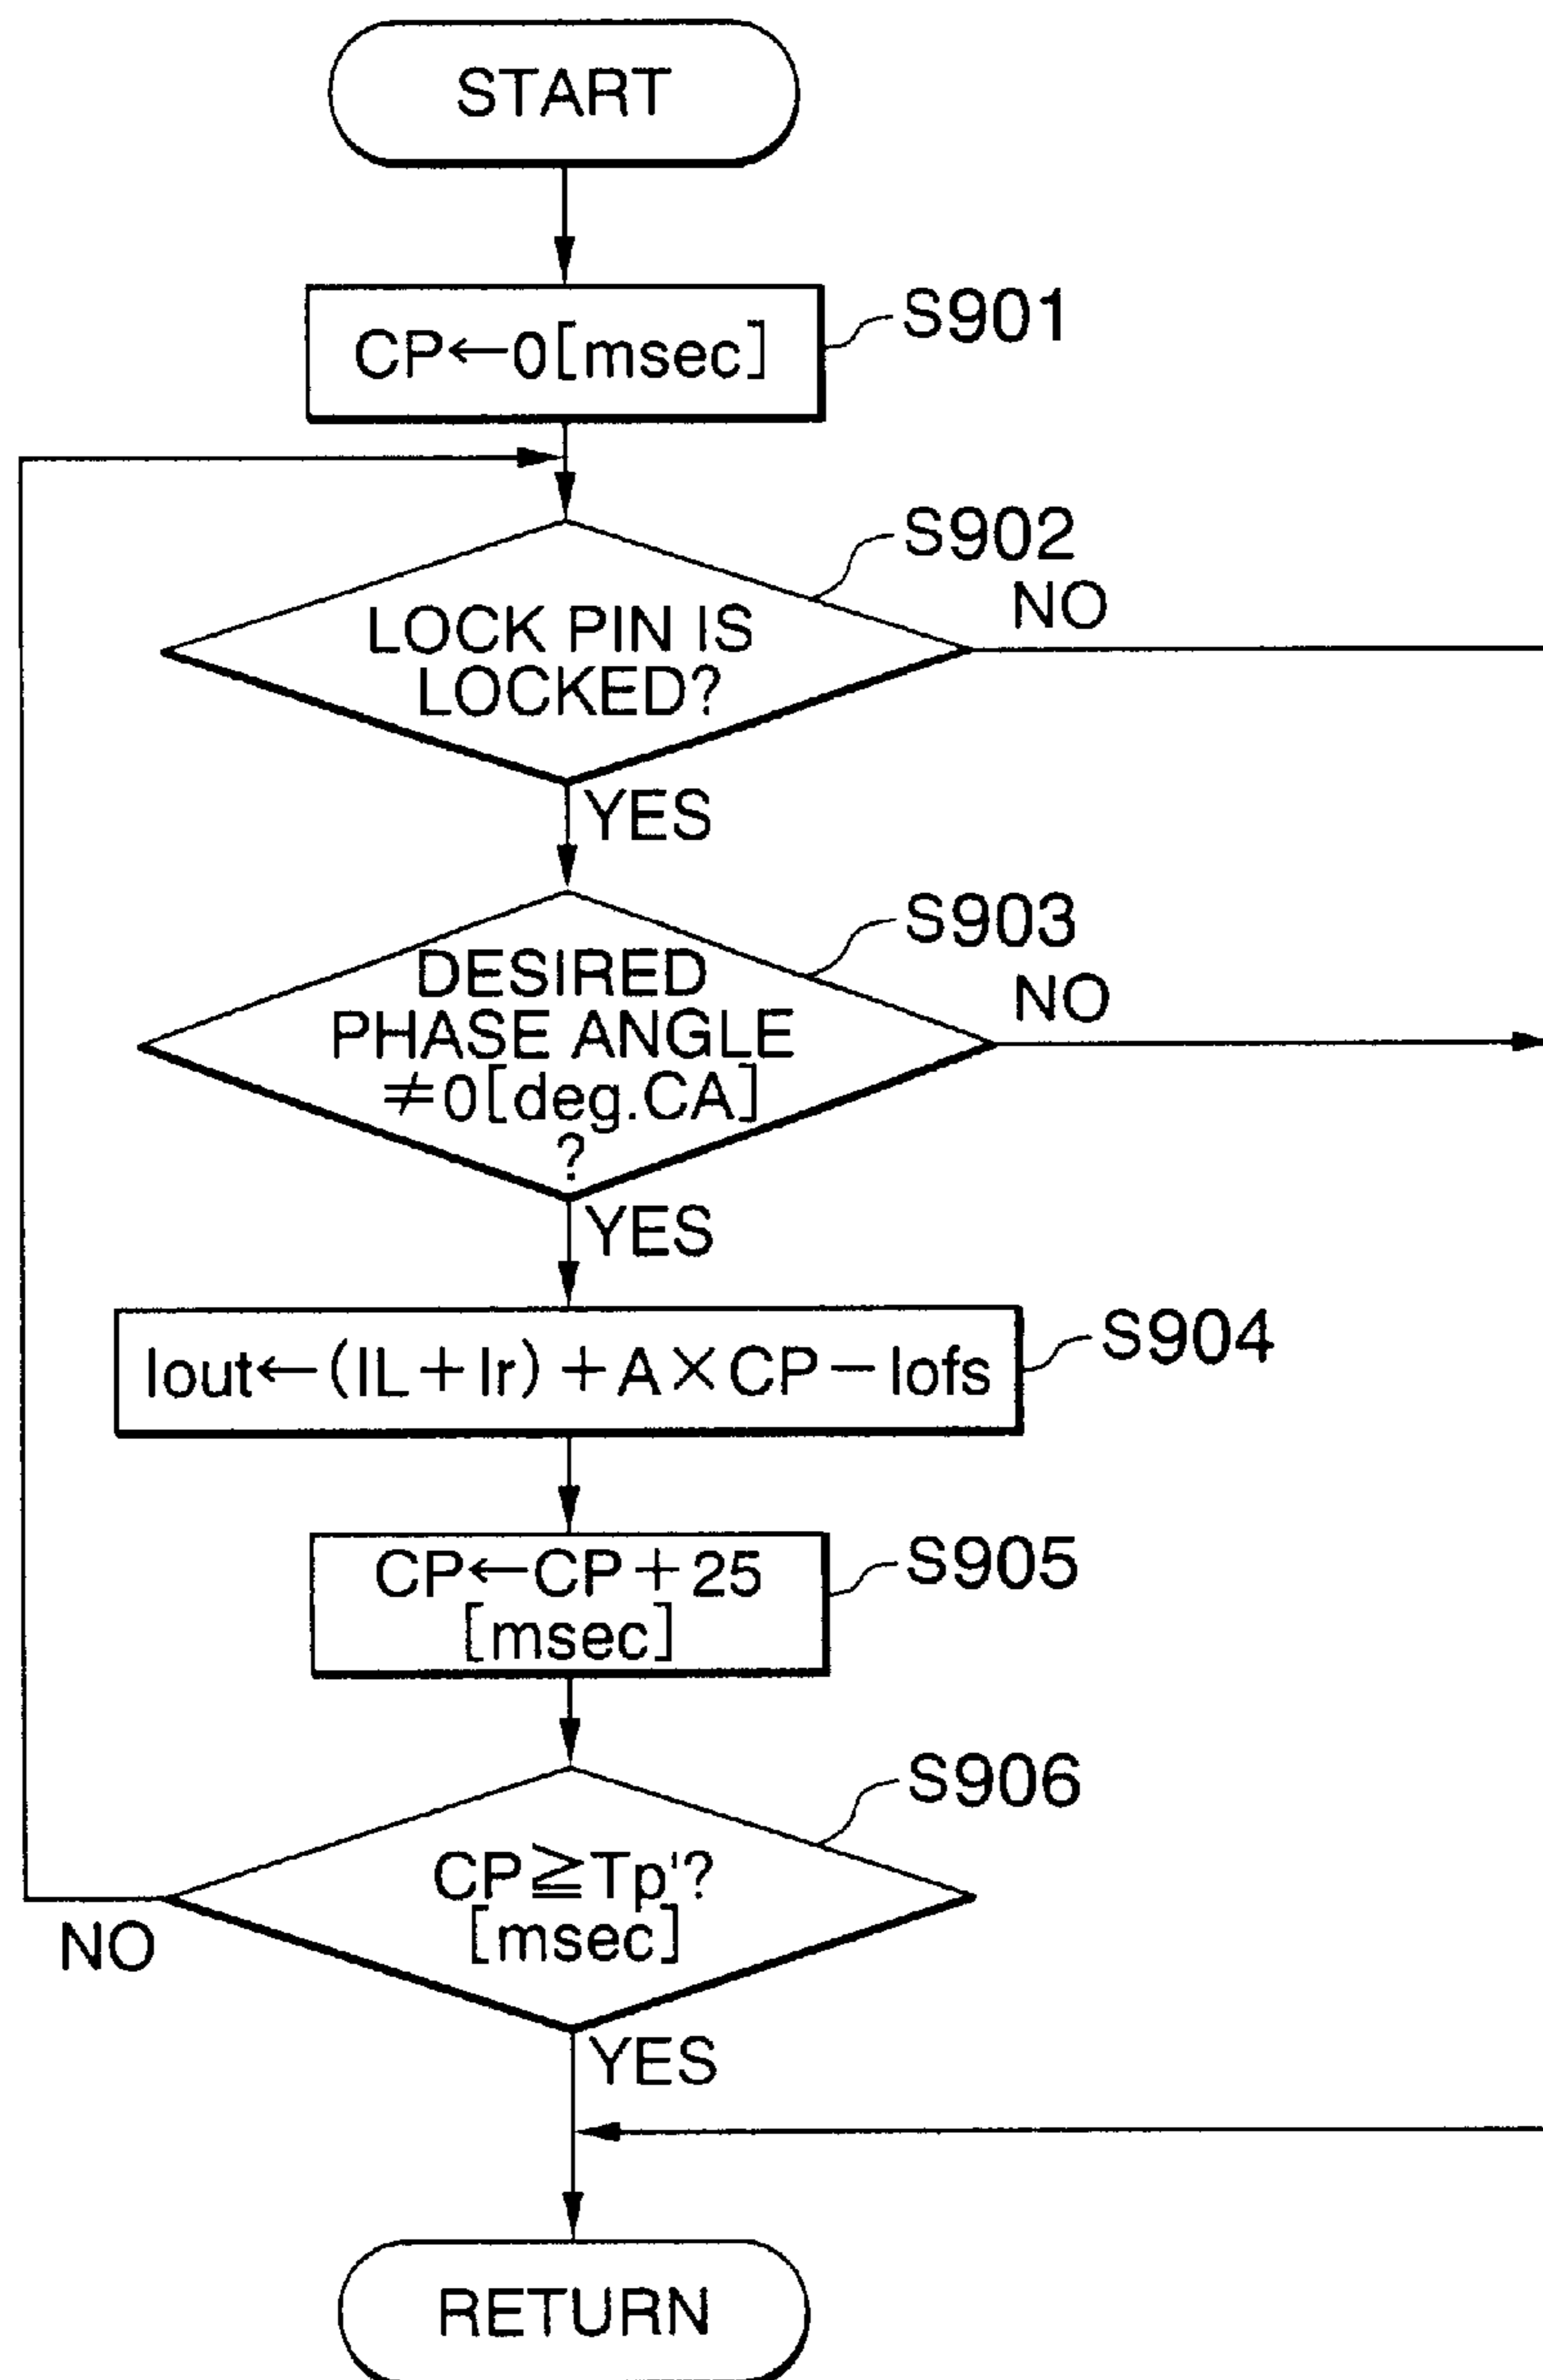 START
CP←0[msec]
S901
S902
LOCK PIN IS
LOCKED?
NO
YES
S903
DESIRED
PHASE ANGLE
≠0[deg.CA]
?
NO
YES
Iout←(IL+Ir)+A×CP−Iofs
S904
CP←CP+25
[msec]
S905
S906
CP≧Tp'?
[msec]
NO
YES
RETURN